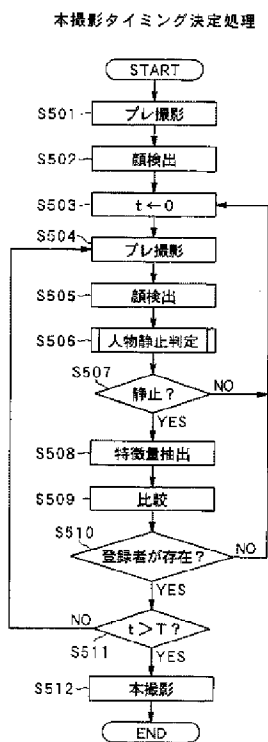 本撮影タイミング決定処理
START
S501
プレ撮影
S502
顔検出
S503
t←0
S504
プレ撮影
S505
顔検出
S506
人物静止判定
S507
静止?
NO
YES
S508
特徴量抽出
S509
比較
S510
登録者が存在?
NO
YES
NO
t>T?
S511
YES
S512
本撮影
END